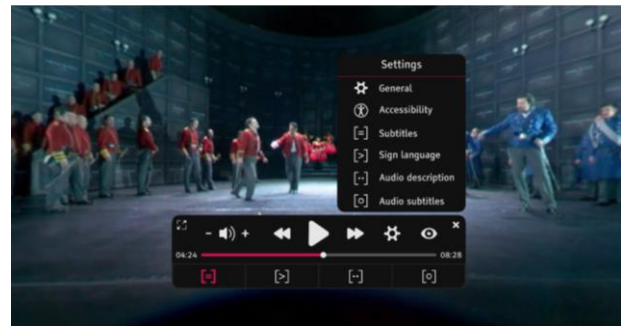 Settings
General
Accessibility
[=] Subtitles
[>] Sign language
[··] Audio description
[o] Audio subtitles
- +
04:24 08:28
[=] [>] [··] [o]